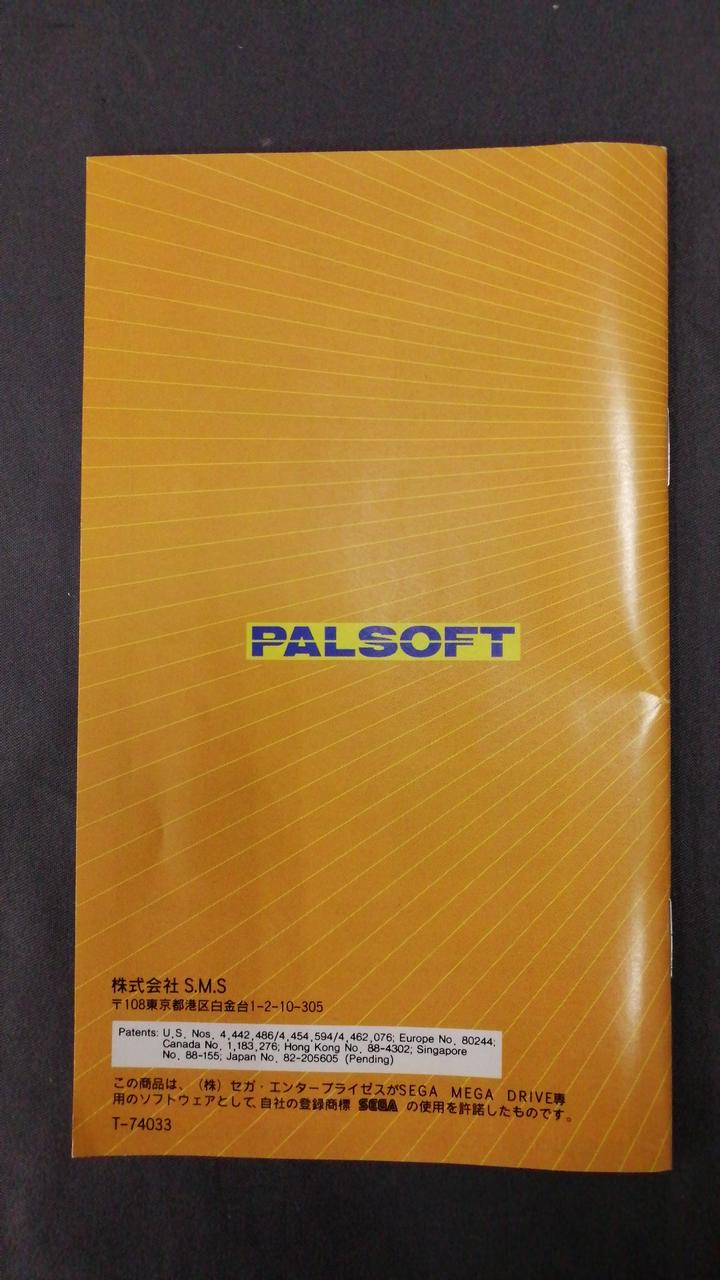 PALSOFT
株式会社 S.M.S
〒108東京都港区白金台1-2-10-305
Patents: U.S. Nos. 4,442,486/4,454,594/4,462,076; Europe No. 80244;
Canada No. 1,183,276; Hong Kong No. 88-4302; Singapore
No. 88-155; Japan No. 82-205605 (Pending)
この商品は、(株)セガ・エンタープライゼスがSEGA MEGA DRIVE専
用のソフトウェアとして、自社の登録商標 SEGA の使用を許諾したものです。
T-74033